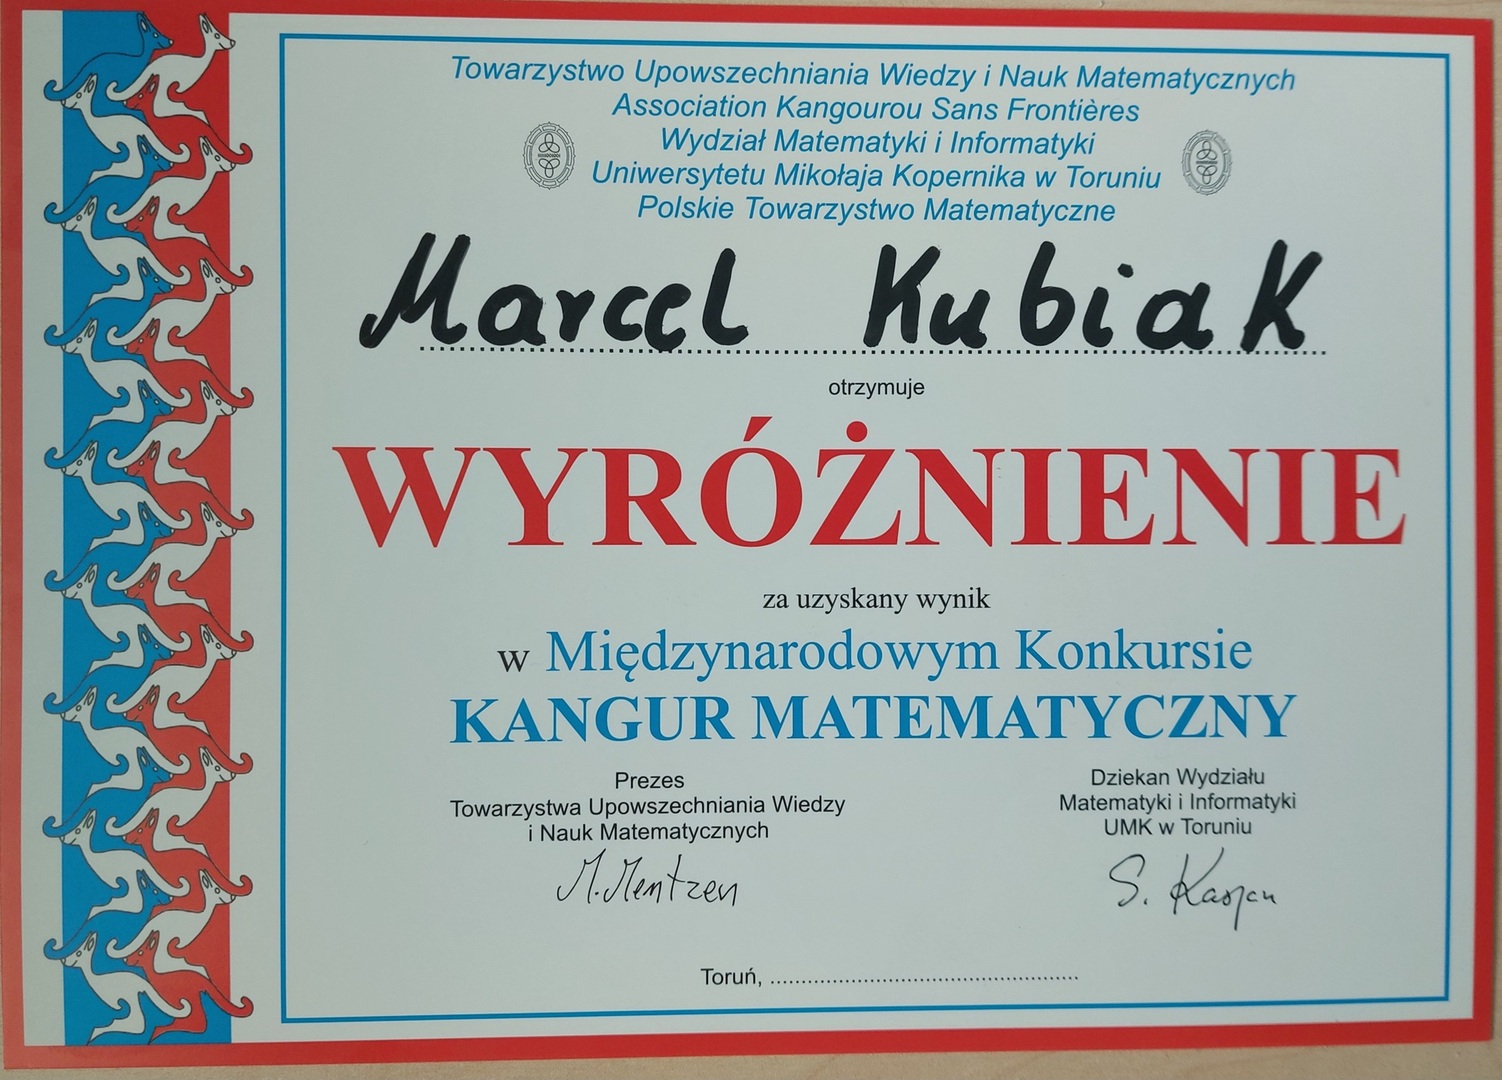 Towarzystwo Upowszechniania Wiedzy i Nauk Matematycznych
Association Kangourou Sans Frontières
Wydział Matematyki i Informatyki
Uniwersytetu Mikołaja Kopernika w Toruniu
Polskie Towarzystwo Matematyczne
Marcel Kubiak
otrzymuje
WYRÓŻNIENIE
za uzyskany wynik
w Międzynarodowym Konkursie
KANGUR MATEMATYCZNY
Prezes
Towarzystwa Upowszechniania Wiedzy
i Nauk Matematycznych
M. Mentzen
Dziekan Wydziału
Matematyki i Informatyki
UMK w Toruniu
S. Kasjan
Toruń,